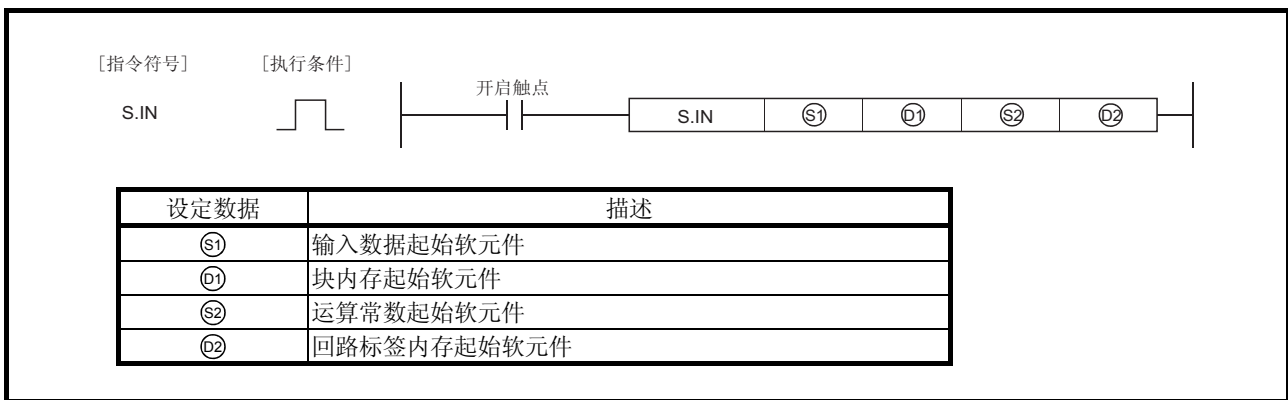 [指令符号] [执行条件]
开启触点
S.IN S.IN S1 D1 S2 D2
设定数据 描述
S1 输入数据起始软元件
D1 块内存起始软元件
S2 运算常数起始软元件
D2 回路标签内存起始软元件